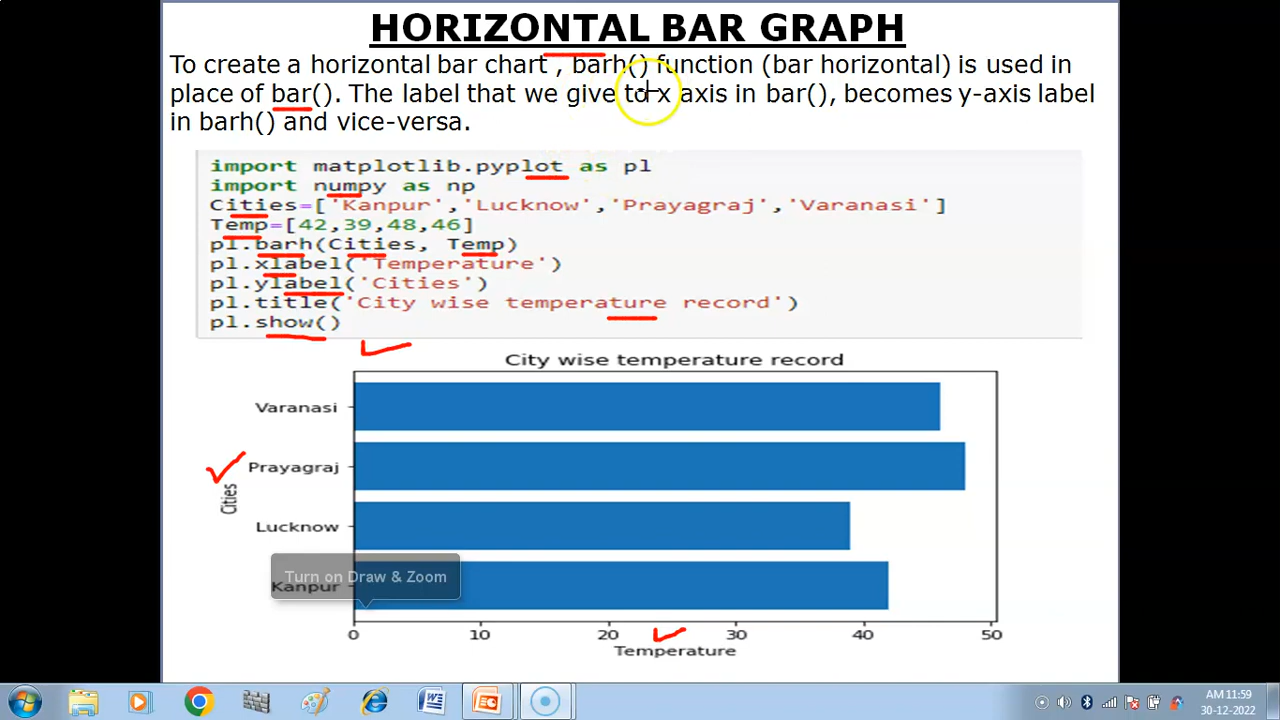 HORIZONTAL BAR GRAPH
To create a horizontal bar chart , barh() function (bar horizontal) is used in
place of bar(). The label that we give to x axis in bar(), becomes y-axis label
in barh() and vice-versa.
import matplotlib.pyplot as pl
import numpy as np
Cities=['Kanpur','Lucknow','Prayagraj','Varanasi']
Temp=[42,39,48,46]
pl.barh(Cities, Temp)
pl.xlabel('Temperature')
pl.ylabel('Cities')
pl.title('City wise temperature record')
pl.show()
City wise temperature record
Varanasi
Prayagraj
Cities
Lucknow
Turn on Draw & Zoom
Kanpur
0 10 20 30 40 50
Temperature
AM 11:59
30-12-2022